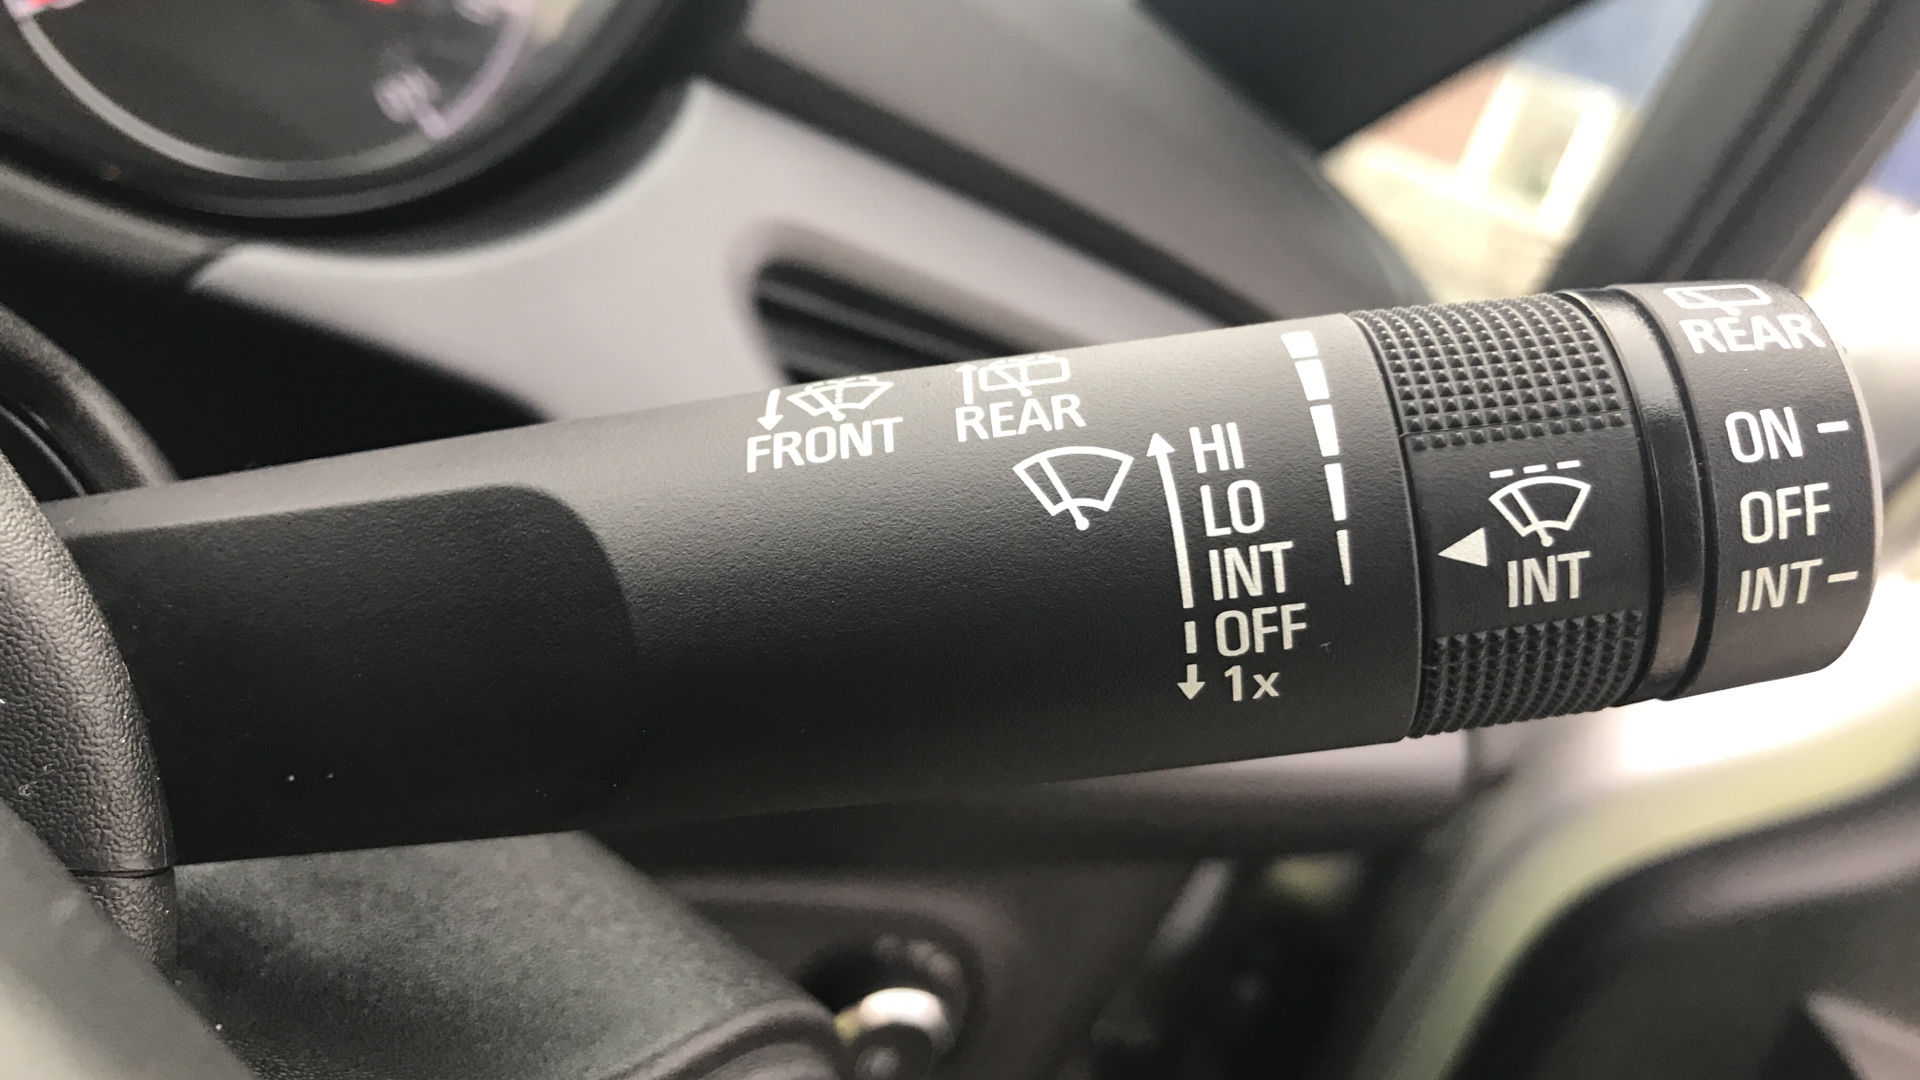 FRONT
REAR
HI
LO
INT
OFF
1x
INT
REAR
ON
OFF
INT